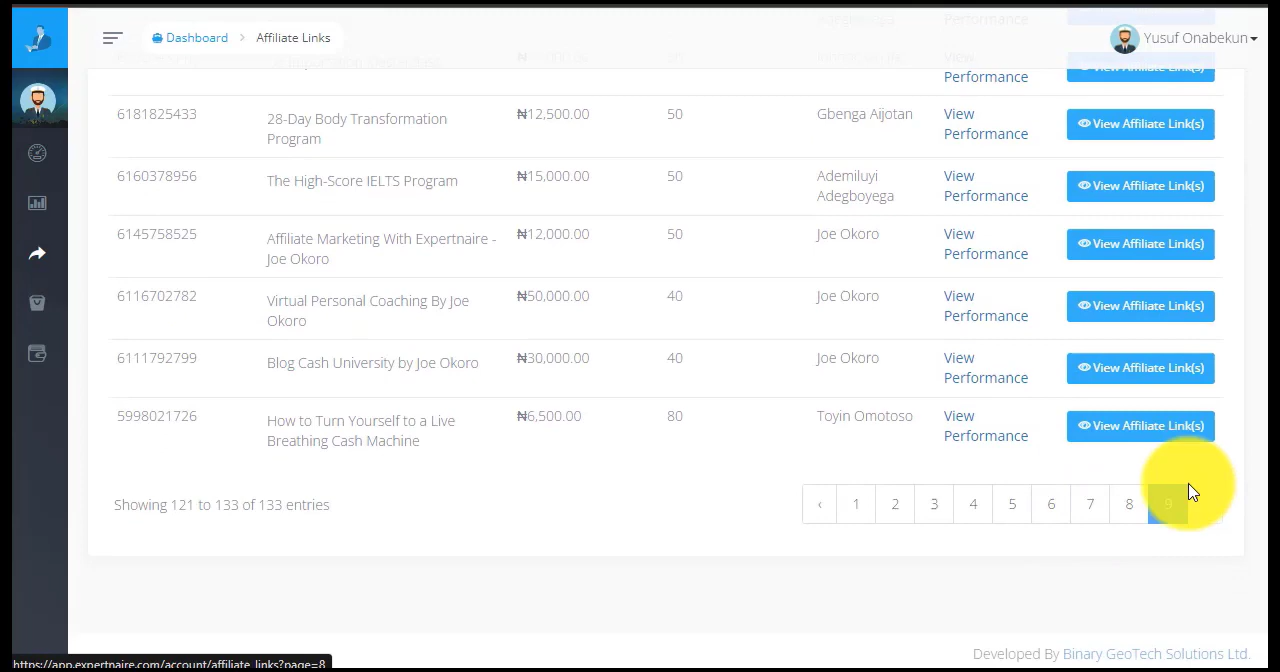 Dashboard > Affiliate Links
Yusuf Onabekun
View
Performance
6181825433
28-Day Body Transformation
Program
₦12,500.00
50
Gbenga Aijotan
View
Performance
View Affiliate Link(s)
6160378956
The High-Score IELTS Program
₦15,000.00
50
Ademiluyi
Adegboyega
View
Performance
View Affiliate Link(s)
6145758525
Affiliate Marketing With Expertnaire -
Joe Okoro
₦12,000.00
50
Joe Okoro
View
Performance
View Affiliate Link(s)
6116702782
Virtual Personal Coaching By Joe
Okoro
₦50,000.00
40
Joe Okoro
View
Performance
View Affiliate Link(s)
6111792799
Blog Cash University by Joe Okoro
₦30,000.00
40
Joe Okoro
View
Performance
View Affiliate Link(s)
5998021726
How to Turn Yourself to a Live
Breathing Cash Machine
₦6,500.00
80
Toyin Omotoso
View
Performance
View Affiliate Link(s)
Showing 121 to 133 of 133 entries
‹ 1 2 3 4 5 6 7 8 9
Developed By Binary GeoTech Solutions Ltd.
https://app.expertnaire.com/account/affiliate_links?page=8